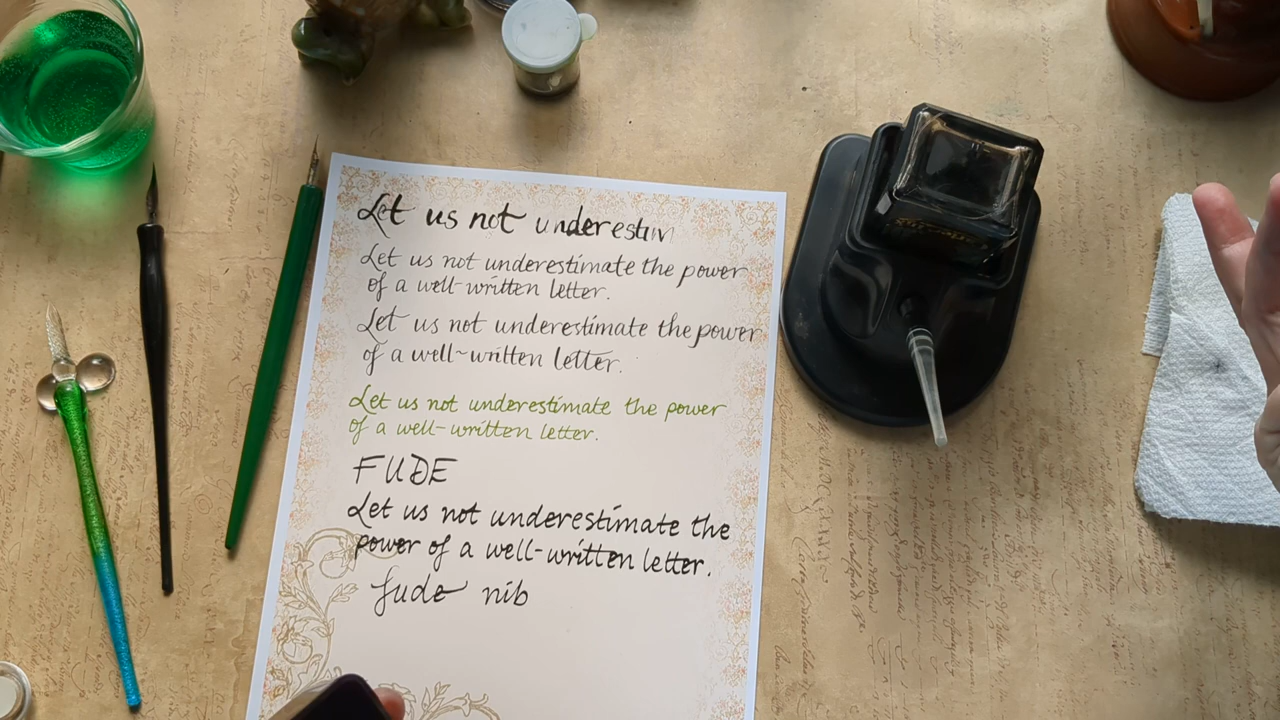 Let us not underestim
Let us not underestimate the power
of a well-written letter.
Let us not underestimate the power
of a well-written letter.
Let us not underestimate the power
of a well-written letter.
FUDE
Let us not underestimate the
power of a well-written letter.
fude nib